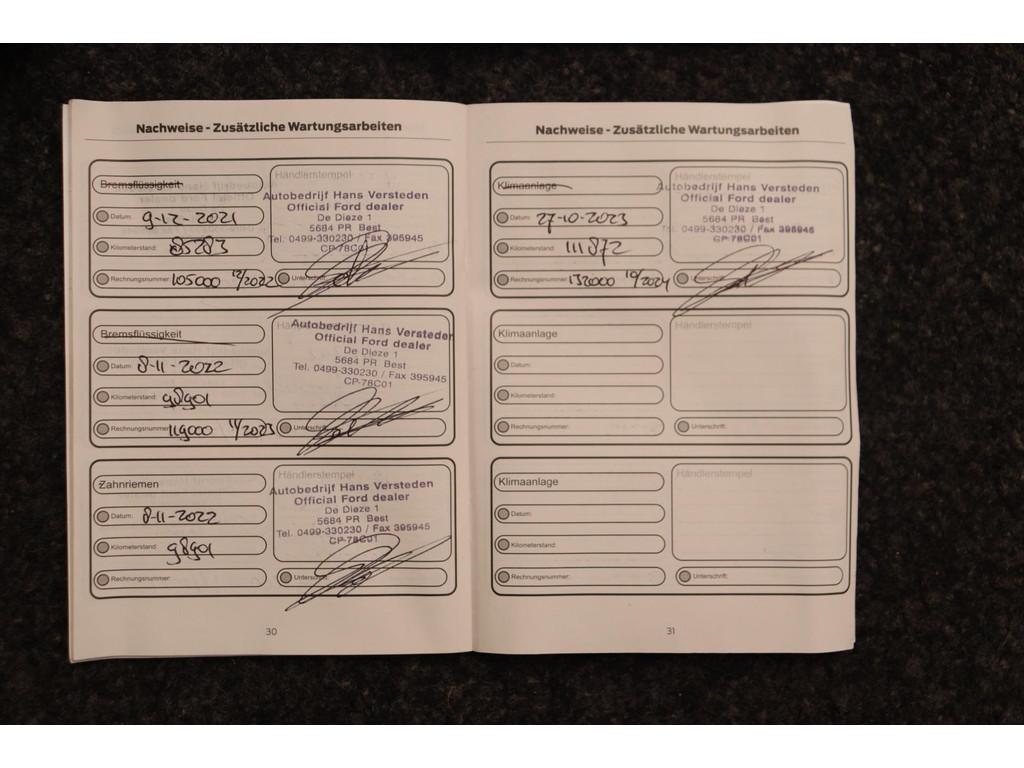 Nachweise - Zusätzliche Wartungsarbeiten
Bremsflüssigkeit
Händlerstempel
Autobedrijf Hans Versteden
Official Ford dealer
De Dieze 1
5684 PR Best
Tel. 0499-330230 / Fax 395945
CP-78C01
Datum: 9-12-2021
Kilometerstand: 85283
Rechnungsnummer: 105000 12/2022
Unterschrift:
Bremsflüssigkeit
Autobedrijf Hans Versteden
Official Ford dealer
De Dieze 1
5684 PR Best
Tel. 0499-330230 / Fax 395945
CP-78C01
Datum: 8-11-2022
Kilometerstand: 98901
Rechnungsnummer: 119000 11/2023
Unterschrift:
Zahnriemen
Händlerstempel
Autobedrijf Hans Versteden
Official Ford dealer
De Dieze 1
5684 PR Best
Tel. 0499-330230 / Fax 395945
CP-78C01
Datum: 8-11-2022
Kilometerstand: 98901
Rechnungsnummer:
Unterschrift:
30
Nachweise - Zusätzliche Wartungsarbeiten
Klimaanlage
Händlerstempel
Autobedrijf Hans Versteden
Official Ford dealer
De Dieze 1
5684 PR Best
Tel. 0499-330230 / Fax 395945
CP-78C01
Datum: 27-10-2023
Kilometerstand: 111872
Rechnungsnummer: 132000 10/2024
Unterschrift:
Klimaanlage
Händlerstempel
Datum:
Kilometerstand:
Rechnungsnummer:
Unterschrift:
Klimaanlage
Händlerstempel
Datum:
Kilometerstand:
Rechnungsnummer:
Unterschrift:
31